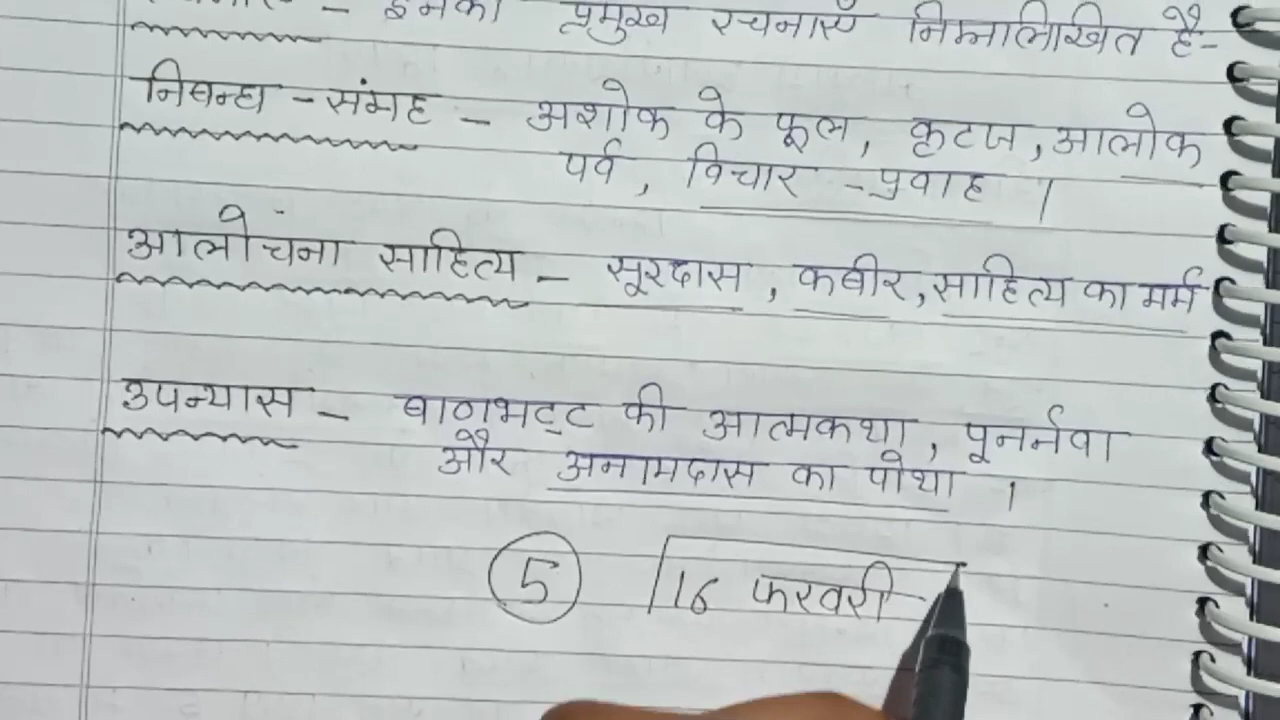 - इनकी प्रमुख रचनाएँ निम्नलिखित है-
निबन्ध - संग्रह - अशोक के फूल, कुटज, आलोक
पर्व, विचार - प्रवाह ।
आलोचना साहित्य - सूरदास, कबीर, साहित्य का मर्म
उपन्यास - बाणभट्ट की आत्मकथा, पूनर्नवा
और अनामदास का पोथा ।
5 16 फरवरी